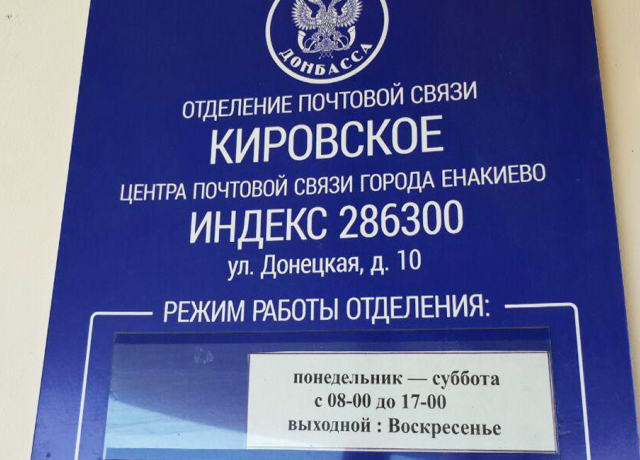 ДОНБАССА
ОТДЕЛЕНИЕ ПОЧТОВОЙ СВЯЗИ
КИРОВСКОЕ
ЦЕНТРА ПОЧТОВОЙ СВЯЗИ ГОРОДА ЕНАКИЕВО
ИНДЕКС 286300
ул. Донецкая, д. 10
РЕЖИМ РАБОТЫ ОТДЕЛЕНИЯ:
понедельник — суббота
с 08-00 до 17-00
выходной : Воскресенье